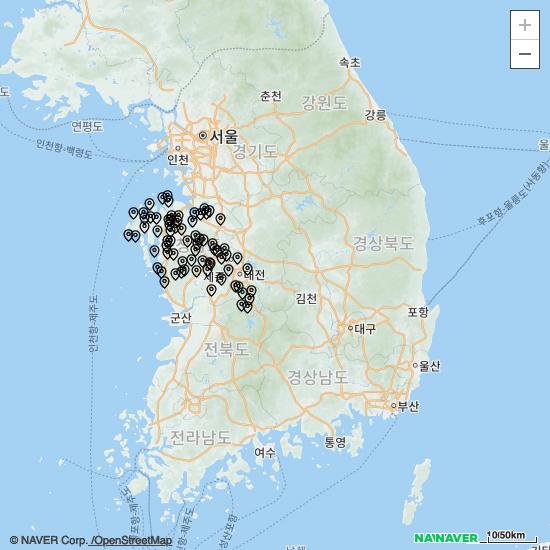 +
−
속초
춘천
강원도
강릉
연평도
서울
인천
경기도
인천항-백령도
울
후포항-울릉도(사동항)
경상북도
대전
김천
포항
군산
인천항-제주도
대구
전북도
경상남도
울산
부산
전라남도
여수
통영
© NAVER Corp. /OpenStreetMap
NAVER
10/50km